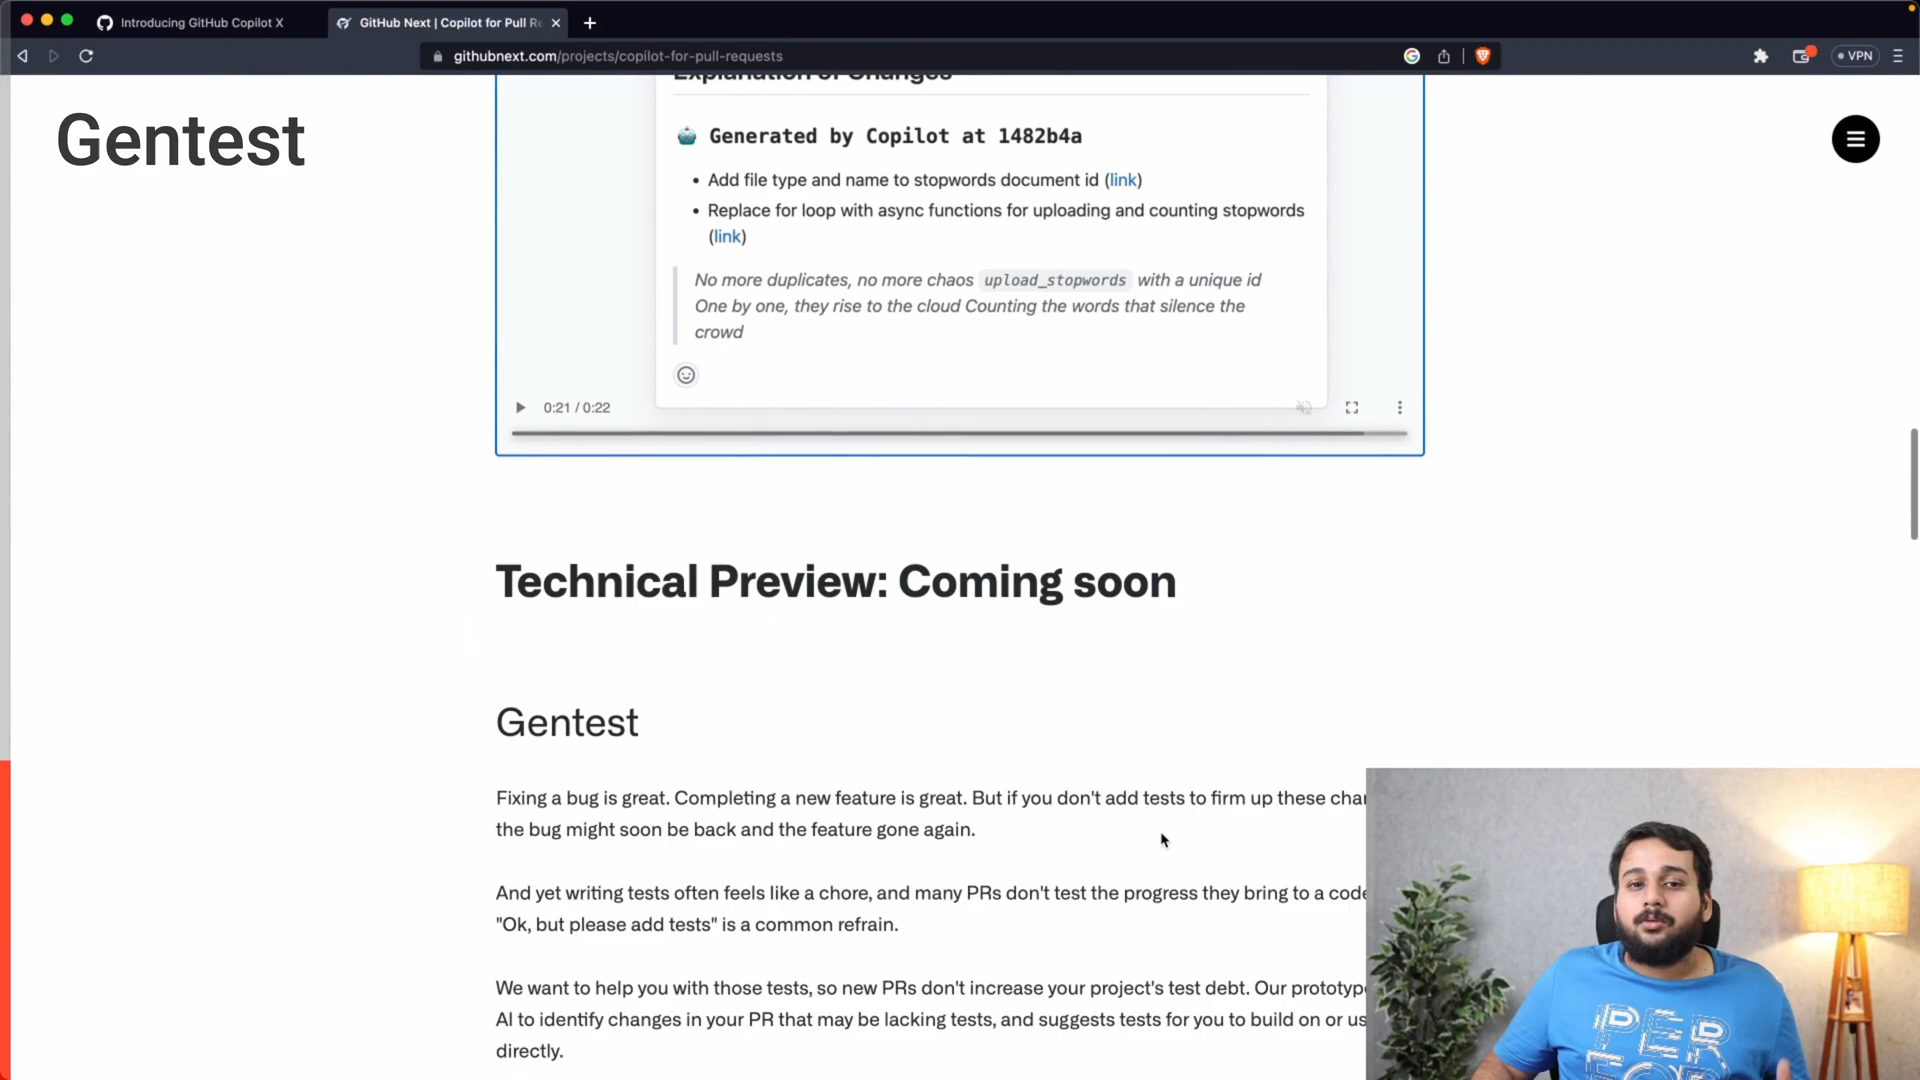 Introducing GitHub Copilot X
GitHub Next | Copilot for Pull Re
githubnext.com/projects/copilot-for-pull-requests
VPN
Explanation of Changes
Gentest
Generated by Copilot at 1482b4a
• Add file type and name to stopwords document id (link)
• Replace for loop with async functions for uploading and counting stopwords
(link)
No more duplicates, no more chaos upload_stopwords with a unique id
One by one, they rise to the cloud Counting the words that silence the
crowd
0:21 / 0:22
Technical Preview: Coming soon
Gentest
Fixing a bug is great. Completing a new feature is great. But if you don't add tests to firm up these chan
the bug might soon be back and the feature gone again.
And yet writing tests often feels like a chore, and many PRs don't test the progress they bring to a code
"Ok, but please add tests" is a common refrain.
We want to help you with those tests, so new PRs don't increase your project's test debt. Our prototype
AI to identify changes in your PR that may be lacking tests, and suggests tests for you to build on or us
directly.
PER